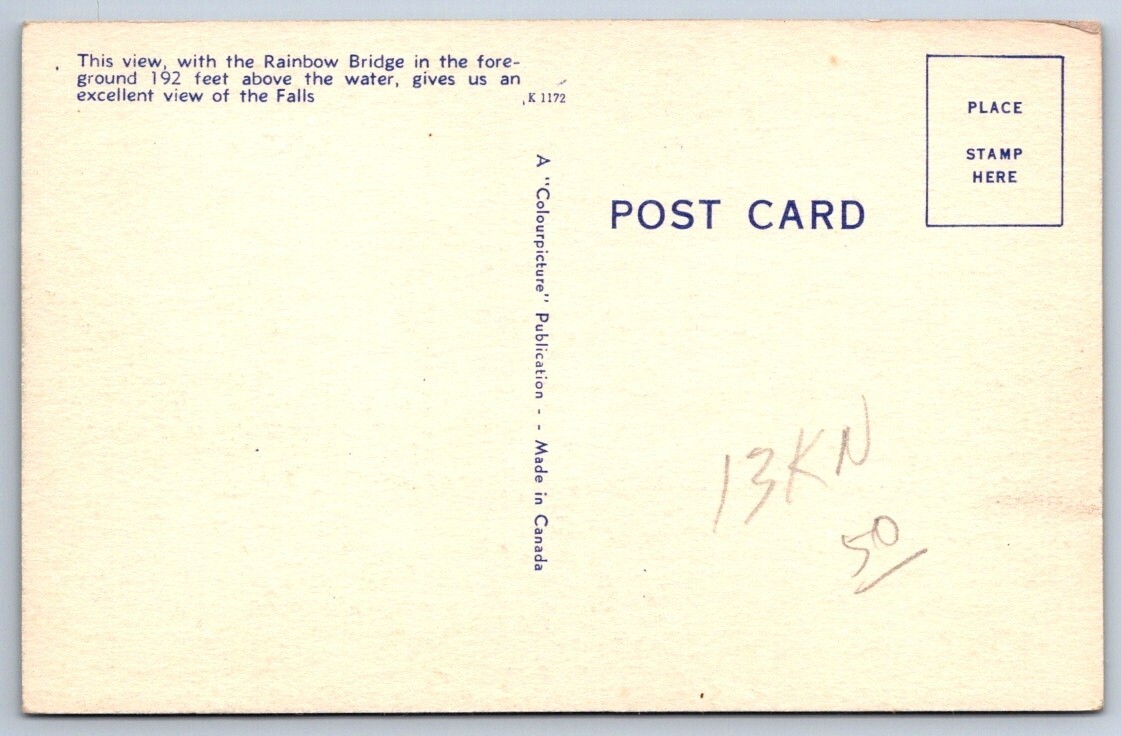 This view, with the Rainbow Bridge in the fore-
ground 192 feet above the water, gives us an
excellent view of the Falls
K 1172
A "Colourpicture" Publication - - Made in Canada
POST CARD
PLACE
STAMP
HERE
13KN
50